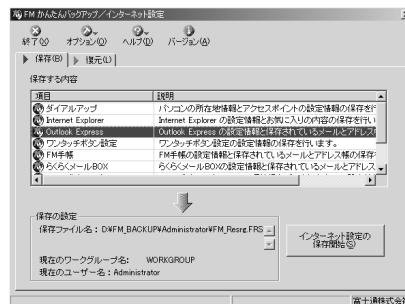 FM かんたんバックアップ／インターネット設定
終了(X) オプション(O) ヘルプ(D) バージョン(A)
保存(B) 復元(L)
保存する内容
項目 説明
ダイアルアップ パソコンの所在地情報とアクセスポイントの設定情報の保存を行
Internet Explorer Internet Explorer の設定情報とお気に入りの内容の保存を行い
Outlook Express Outlook Express の設定情報と保存されているメールとアドレス
ワンタッチボタン設定 ワンタッチボタン設定の設定情報の保存を行います。
FM手帳 FM手帳の設定情報と保存されているメールとアドレス帳の保存
らくらくメールBOX らくらくメールBOXの設定情報と保存されているメールとアドレス
保存の設定
保存ファイル名： D:¥FM_BACKUP¥Administrator¥FM_Resrg.FRS
インターネット設定の
保存開始(S)
現在のワークグループ名： WORKGROUP
現在のユーザー名： Administrator
富士通株式会